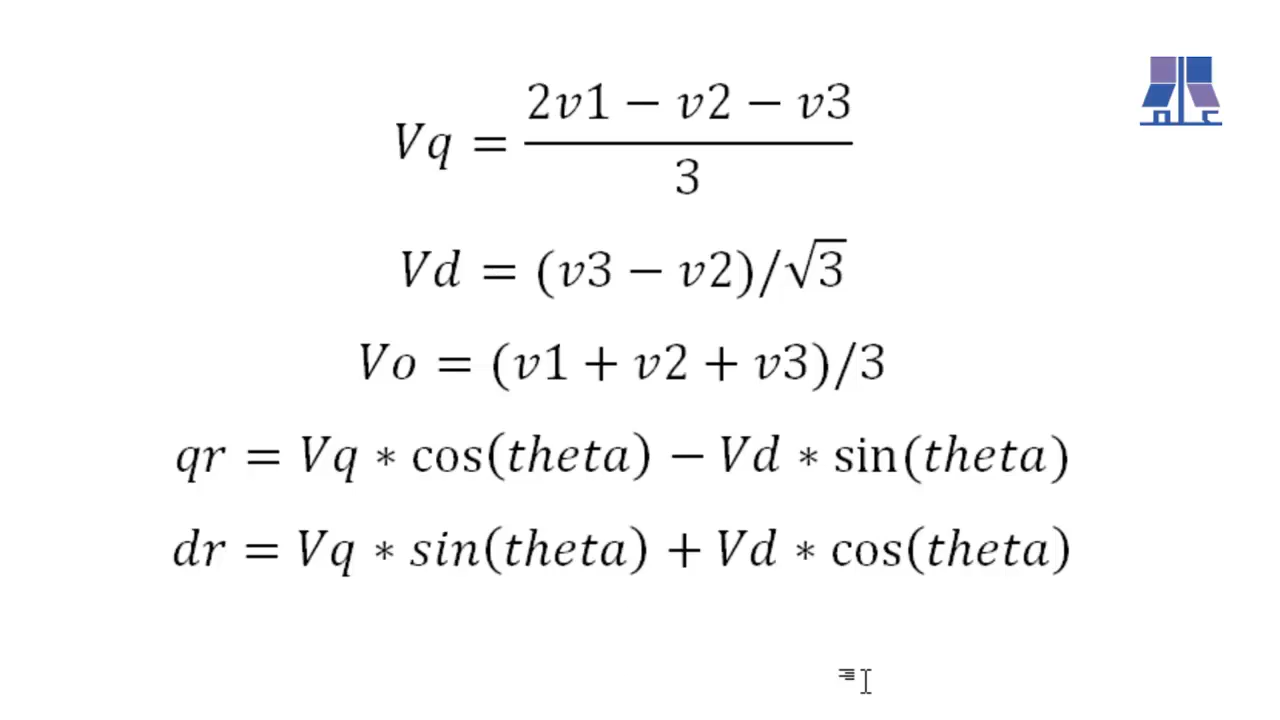 Vq = (2v1 − v2 − v3)/3
Vd = (v3 − v2)/√3
Vo = (v1 + v2 + v3)/3
qr = Vq * cos(theta) − Vd * sin(theta)
dr = Vq * sin(theta) + Vd * cos(theta)